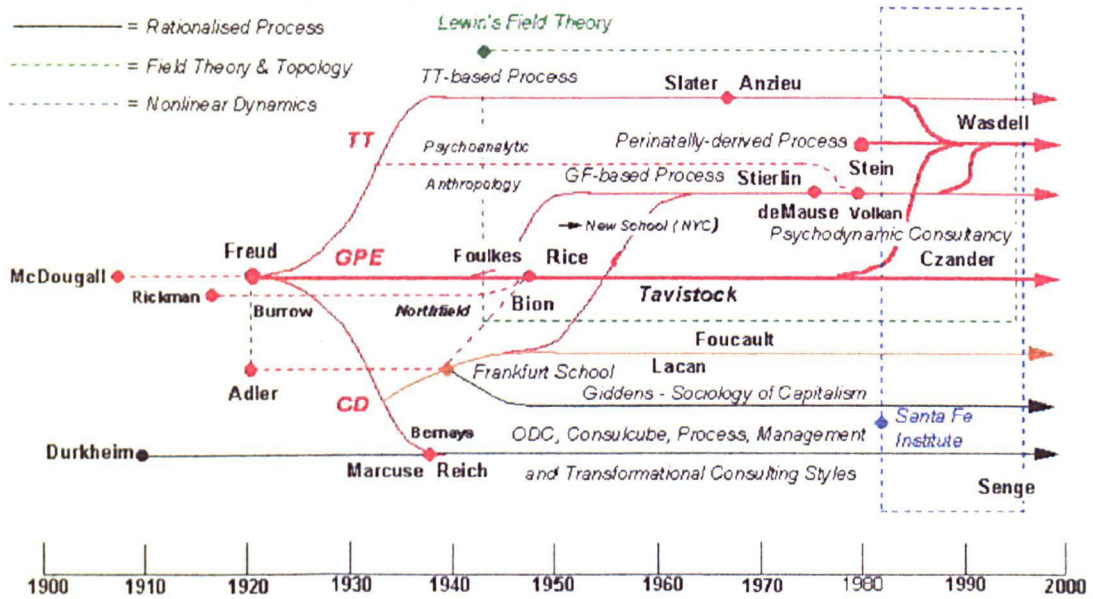 = Rationalised Process
= Field Theory & Topology
= Nonlinear Dynamics
Lewin's Field Theory
TT-based Process
Slater Anzieu
Wasdell
TT
Psychoanalytic
Anthropology
Perinatally-derived Process
Stein
GF-based Process
Stierlin
deMause Volkan
New School (NYC)
Psychodynamic Consultancy
Freud
GPE
Foulkes Rice
Czander
McDougall
Rickman
Burrow
Northfield
Bion
Tavistock
Foucault
Adler
CD
Frankfurt School
Lacan
Giddens - Sociology of Capitalism
Santa Fe
Institute
Bernays
ODC, Consulcube, Process, Management
Durkheim
Marcuse Reich
and Transformational Consulting Styles
Senge
1900 1910 1920 1930 1940 1950 1960 1970 1980 1990 2000